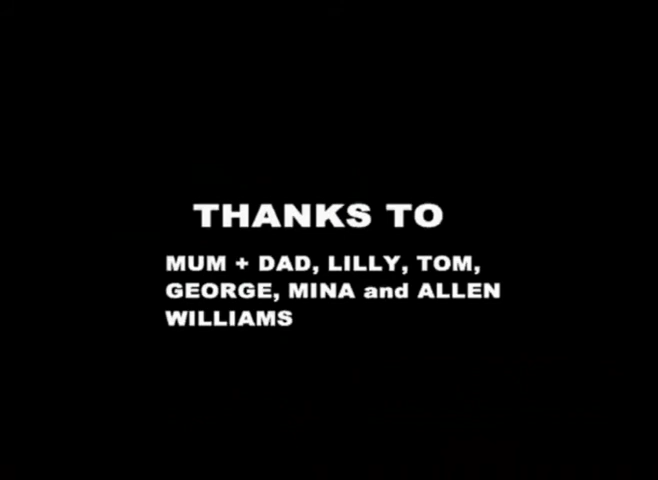 THANKS TO
MUM + DAD, LILLY, TOM,
GEORGE, MINA and ALLEN
WILLIAMS